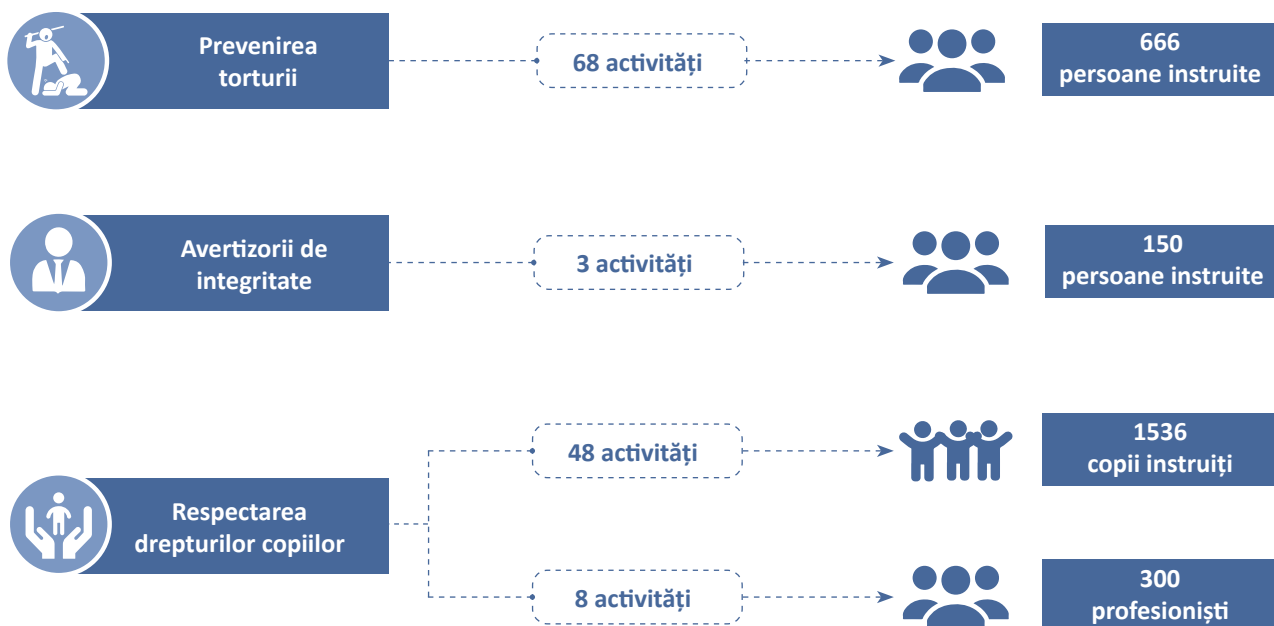 Prevenirea
torturii
68 activități
666
persoane instruite
Avertizorii de
integritate
3 activități
150
persoane instruite
Respectarea
drepturilor copiilor
48 activități
1536
copii instruiți
8 activități
300
profesioniști